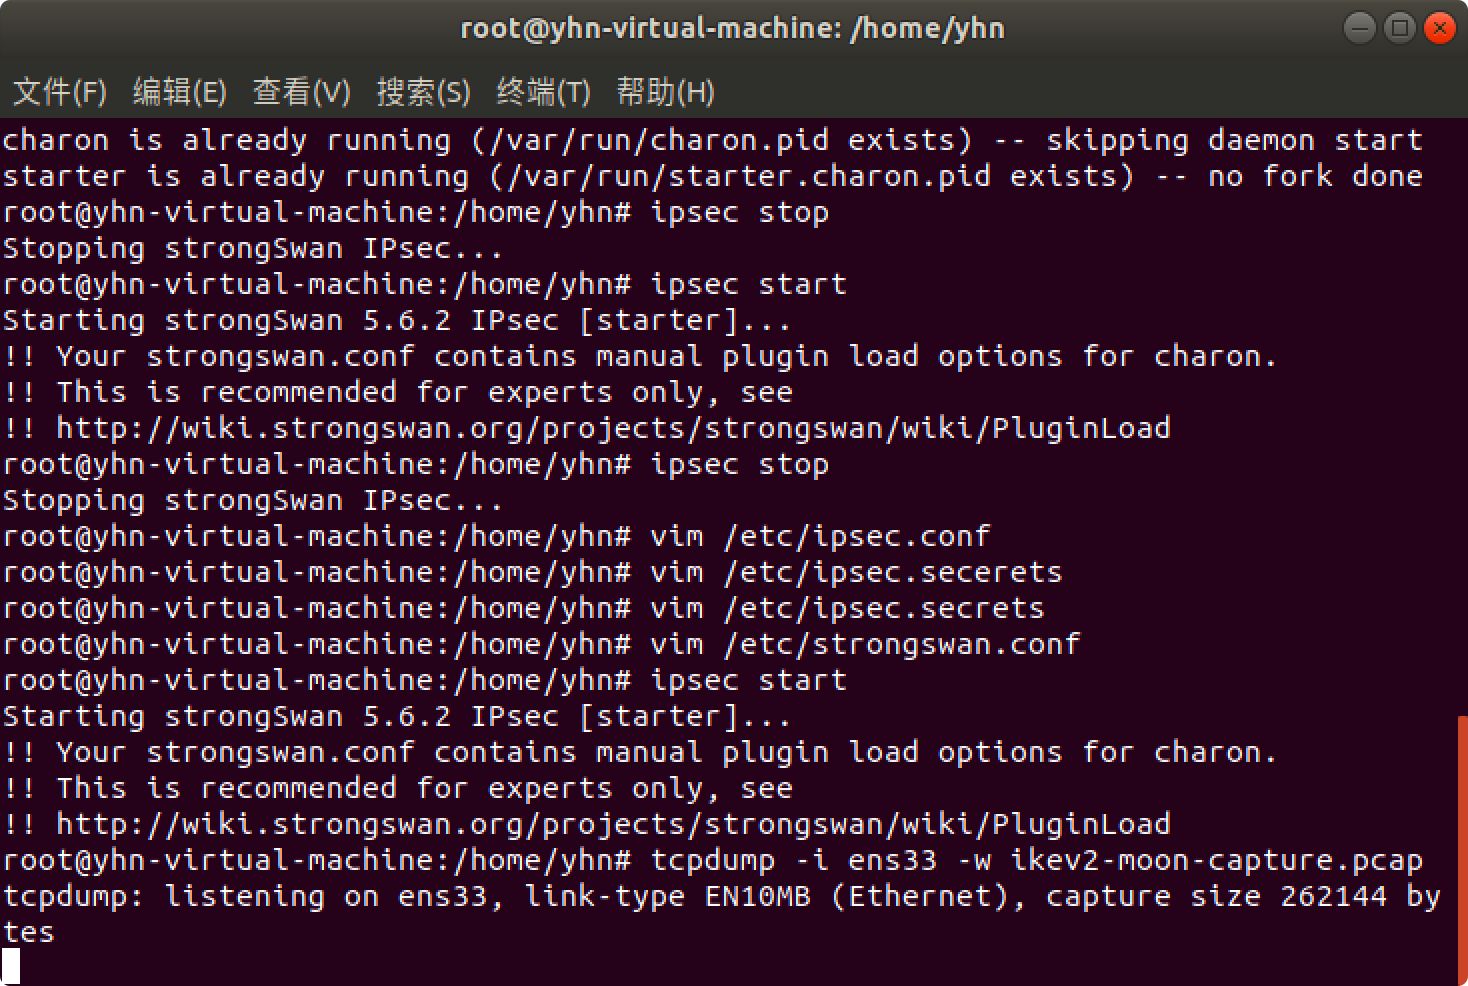 root@yhn-virtual-machine: /home/yhn
文件(F) 编辑(E) 查看(V) 搜索(S) 终端(T) 帮助(H)
charon is already running (/var/run/charon.pid exists) -- skipping daemon start
starter is already running (/var/run/starter.charon.pid exists) -- no fork done
root@yhn-virtual-machine:/home/yhn# ipsec stop
Stopping strongSwan IPsec...
root@yhn-virtual-machine:/home/yhn# ipsec start
Starting strongSwan 5.6.2 IPsec [starter]...
!! Your strongswan.conf contains manual plugin load options for charon.
!! This is recommended for experts only, see
!! http://wiki.strongswan.org/projects/strongswan/wiki/PluginLoad
root@yhn-virtual-machine:/home/yhn# ipsec stop
Stopping strongSwan IPsec...
root@yhn-virtual-machine:/home/yhn# vim /etc/ipsec.conf
root@yhn-virtual-machine:/home/yhn# vim /etc/ipsec.secerets
root@yhn-virtual-machine:/home/yhn# vim /etc/ipsec.secrets
root@yhn-virtual-machine:/home/yhn# vim /etc/strongswan.conf
root@yhn-virtual-machine:/home/yhn# ipsec start
Starting strongSwan 5.6.2 IPsec [starter]...
!! Your strongswan.conf contains manual plugin load options for charon.
!! This is recommended for experts only, see
!! http://wiki.strongswan.org/projects/strongswan/wiki/PluginLoad
root@yhn-virtual-machine:/home/yhn# tcpdump -i ens33 -w ikev2-moon-capture.pcap
tcpdump: listening on ens33, link-type EN10MB (Ethernet), capture size 262144 by
tes